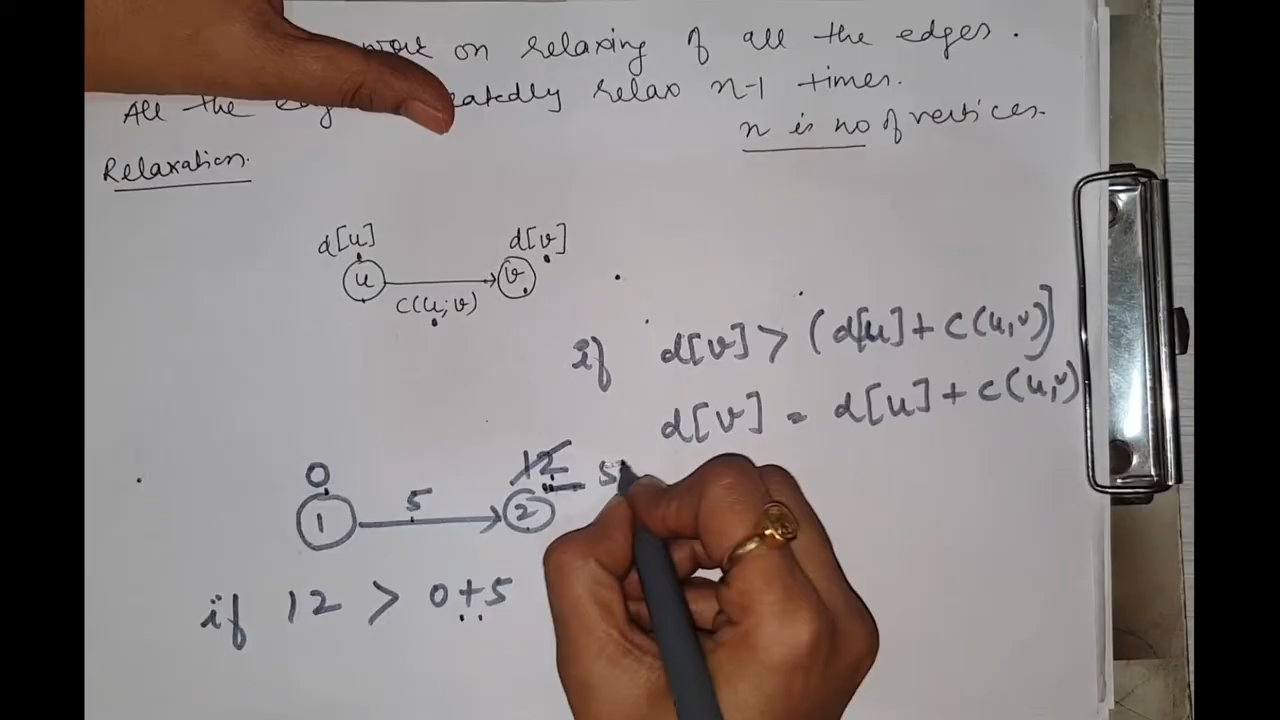 on relaxing of all the edges.
All the relax n-1 times.
n is no of vertices
Relaxation.
d[u] d[v]
u v
c(u,v)
if d[v] > (d[u] + c(u,v)]
d[v] = d[u] + c(u,v)
0 5 12 5
1 2
if 12 > 0+5